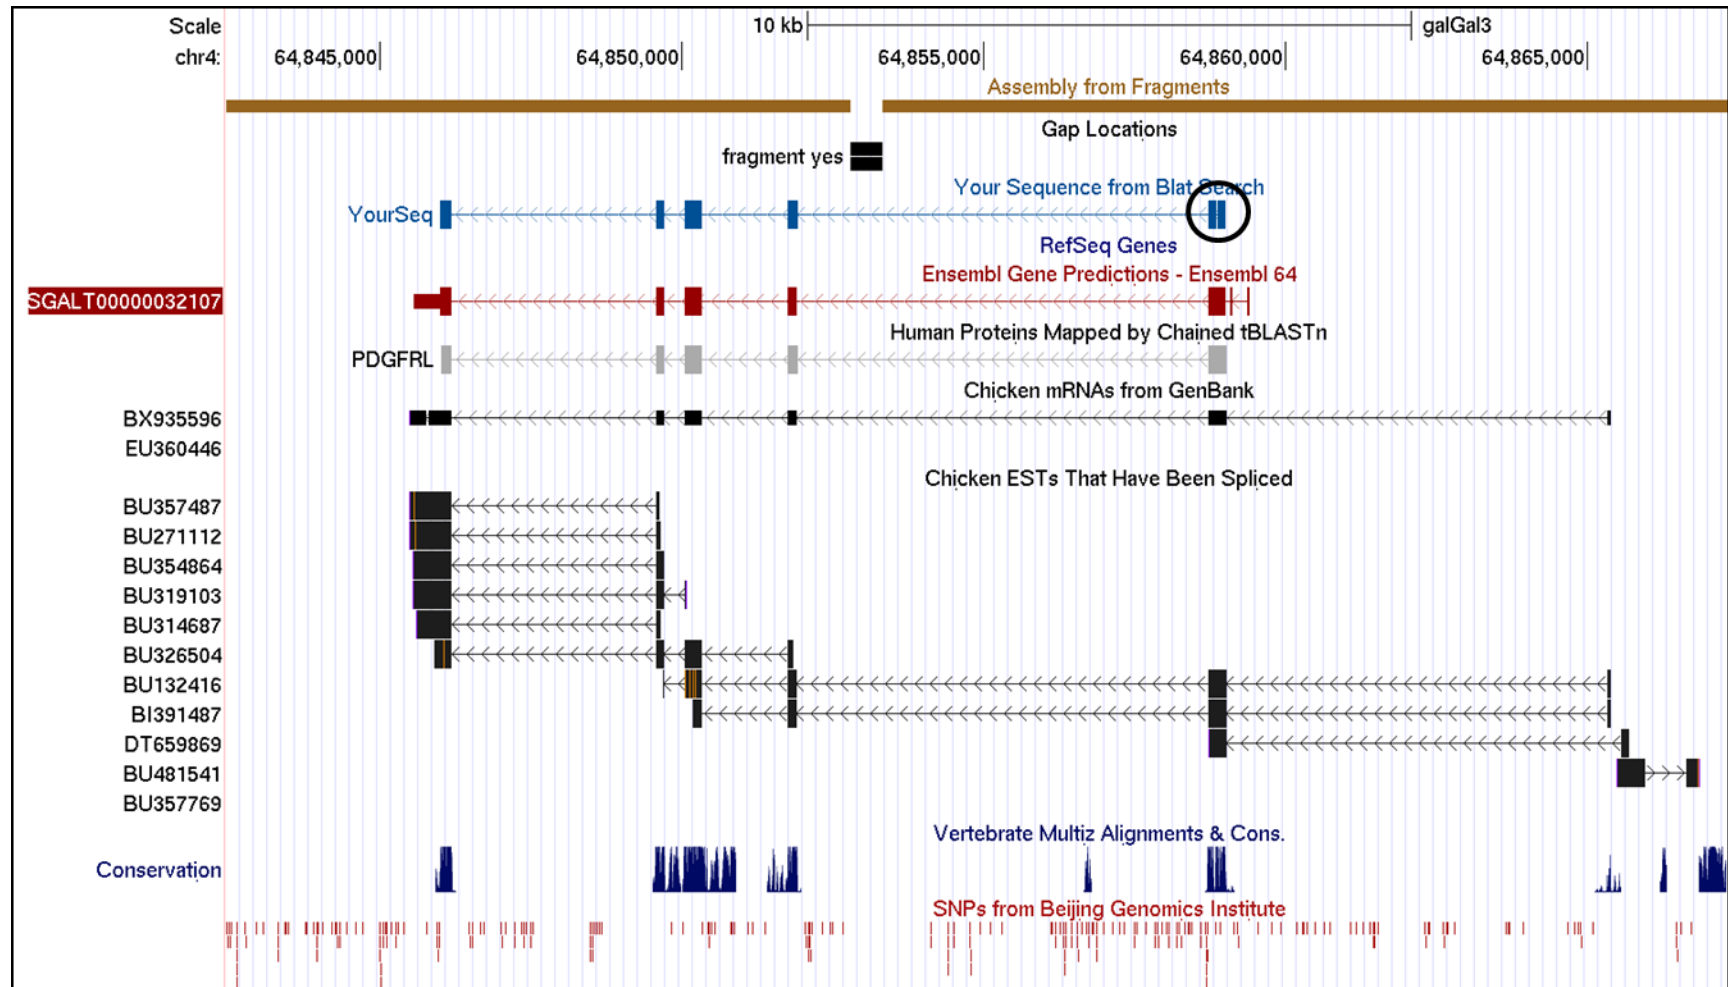 Scale 10 kb galGal3
chr4: 64,845,000 64,850,000 64,855,000 64,860,000 64,865,000
Assembly from Fragments
Gap Locations
fragment yes
Your Sequence from Blat Search
YourSeq
RefSeq Genes
Ensembl Gene Predictions - Ensembl 64
SGALT00000032107
Human Proteins Mapped by Chained tBLASTn
PDGFRL
Chicken mRNAs from GenBank
BX935596
EU360446
Chicken ESTs That Have Been Spliced
BU357487
BU271112
BU354864
BU319103
BU314687
BU326504
BU132416
BI391487
DT659869
BU481541
BU357769
Vertebrate Multiz Alignments & Cons.
Conservation
SNPs from Beijing Genomics Institute